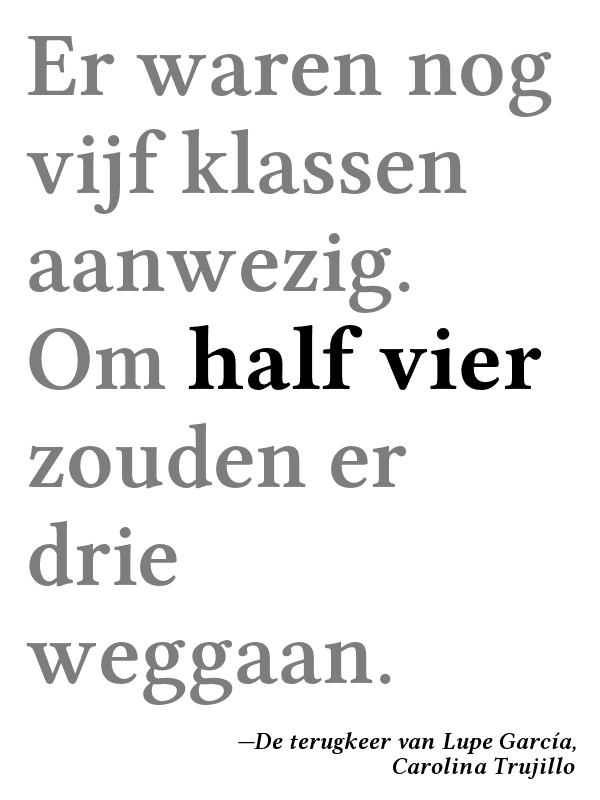 Er waren nog
vijf klassen
aanwezig.
Om half vier
zouden er
drie
weggaan.
—De terugkeer van Lupe García,
Carolina Trujillo